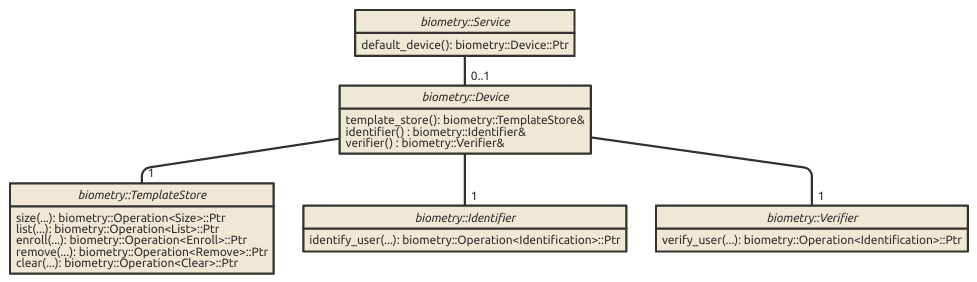 biometry::Service
default_device(): biometry::Device::Ptr
0..1
biometry::Device
template_store(): biometry::TemplateStore&
identifier() : biometry::Identifier&
verifier() : biometry::Verifier&
1
biometry::TemplateStore
size(...): biometry::Operation<Size>::Ptr
list(...): biometry::Operation<List>::Ptr
enroll(...): biometry::Operation<Enroll>::Ptr
remove(...): biometry::Operation<Remove>::Ptr
clear(...): biometry::Operation<Clear>::Ptr
1
biometry::Identifier
identify_user(...): biometry::Operation<Identification>::Ptr
1
biometry::Verifier
verify_user(...): biometry::Operation<Identification>::Ptr